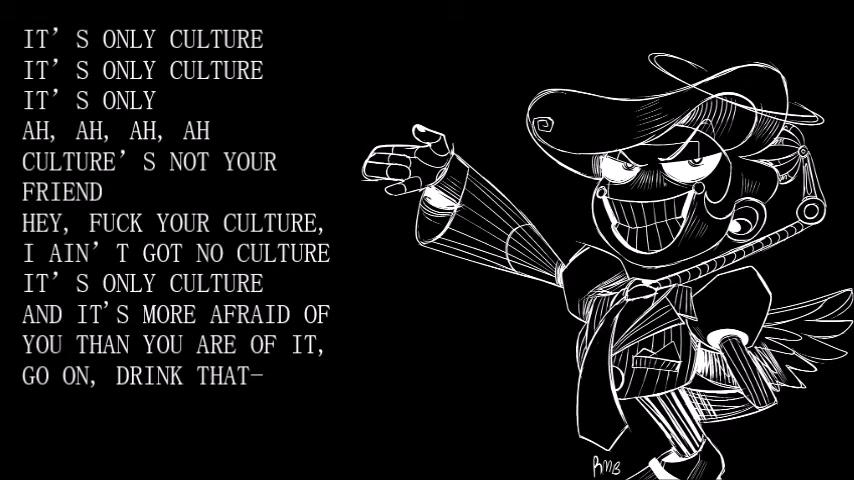 IT'S ONLY CULTURE
IT'S ONLY CULTURE
IT'S ONLY
AH, AH, AH, AH
CULTURE'S NOT YOUR
FRIEND
HEY, FUCK YOUR CULTURE,
I AIN'T GOT NO CULTURE
IT'S ONLY CULTURE
AND IT'S MORE AFRAID OF
YOU THAN YOU ARE OF IT,
GO ON, DRINK THAT-
RMB